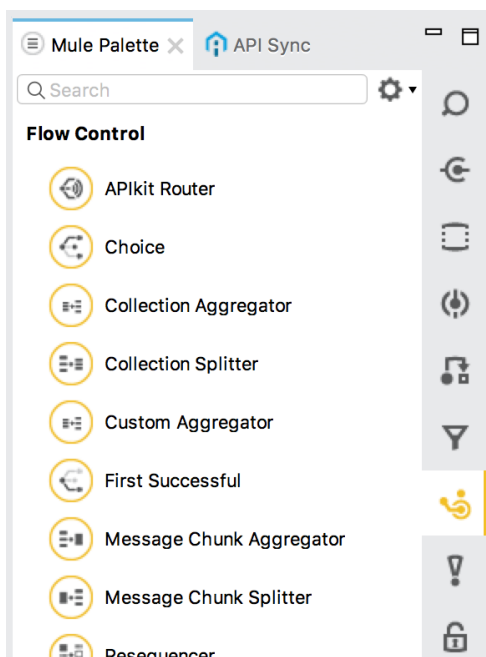 Mule Palette
API Sync
Search
Flow Control
APIkit Router
Choice
Collection Aggregator
Collection Splitter
Custom Aggregator
First Successful
Message Chunk Aggregator
Message Chunk Splitter
Resequencer